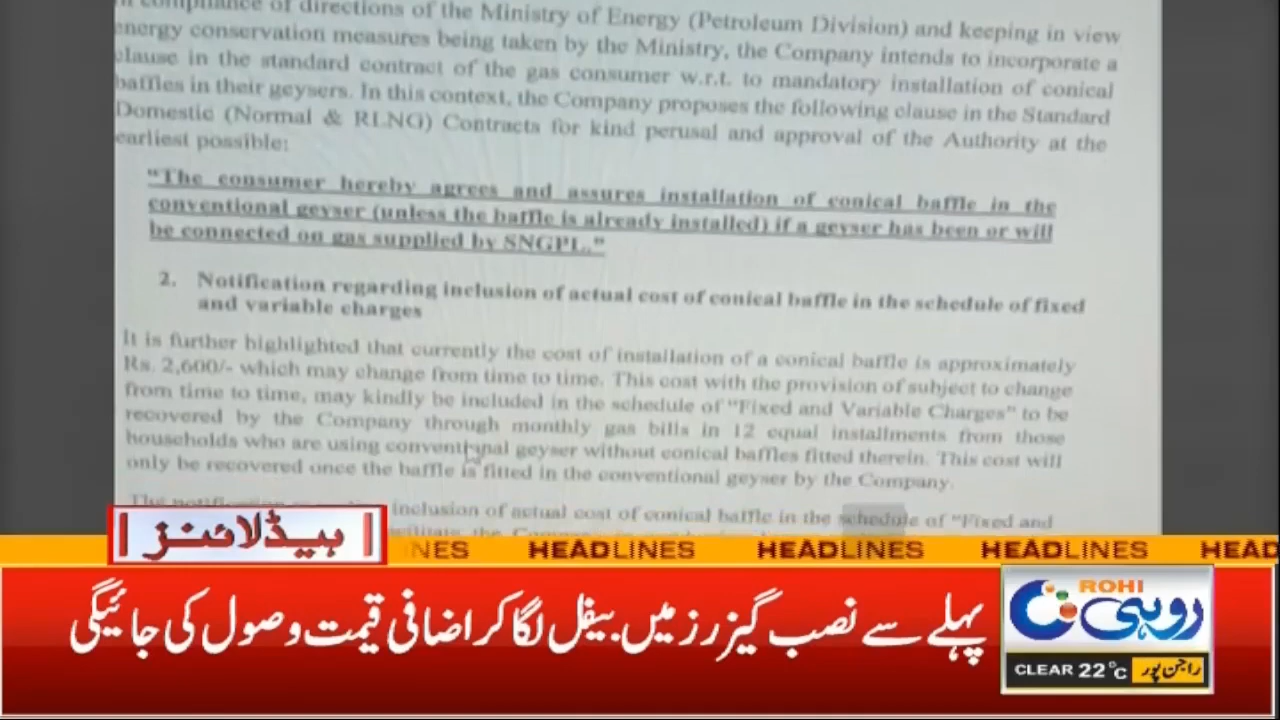 compliance of directions of the Ministry of Energy (Petroleum Division) and keeping in view
energy conservation measures being taken by the Ministry, the Company intends to incorporate a
clause in the standard contract of the gas consumer w.r.t. to mandatory installation of conical
baffles in their geysers. In this context, the Company proposes the following clause in the Standard
Domestic (Normal & RLNG) Contracts for kind perusal and approval of the Authority at the
earliest possible:
"The consumer hereby agrees and assures installation of conical baffle in the
conventional geyser (unless the baffle is already installed) if a geyser has been or will
be connected on gas supplied by SNGPL."
2. Notification regarding inclusion of actual cost of conical baffle in the schedule of fixed
and variable charges
It is further highlighted that currently the cost of installation of a conical baffle is approximately
Rs. 2,600/- which may change from time to time. This cost with the provision of subject to change
from time to time, may kindly be included in the schedule of "Fixed and Variable Charges" to be
recovered by the Company through monthly gas bills in 12 equal installments from those
households who are using conventional geyser without conical baffles fitted therein. This cost will
only be recovered once the baffle is fitted in the conventional geyser by the Company.
The notification inclusion of actual cost of conical baffle in the schedule of "Fixed and
ہیڈلائنز
NES HEADLINES HEADLINES HEADLINES HEAD
پہلے سے نصب گیزرز میں بیفل لگا کر اضافی قیمت وصول کی جائیگی
ROHI
روہی
CLEAR 22°C راجن پور